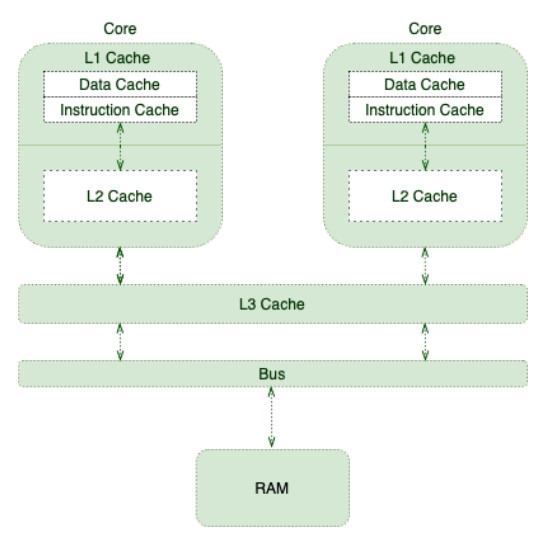 Core
Core
L1 Cache
L1 Cache
Data Cache
Data Cache
Instruction Cache
Instruction Cache
L2 Cache
L2 Cache
L3 Cache
Bus
RAM